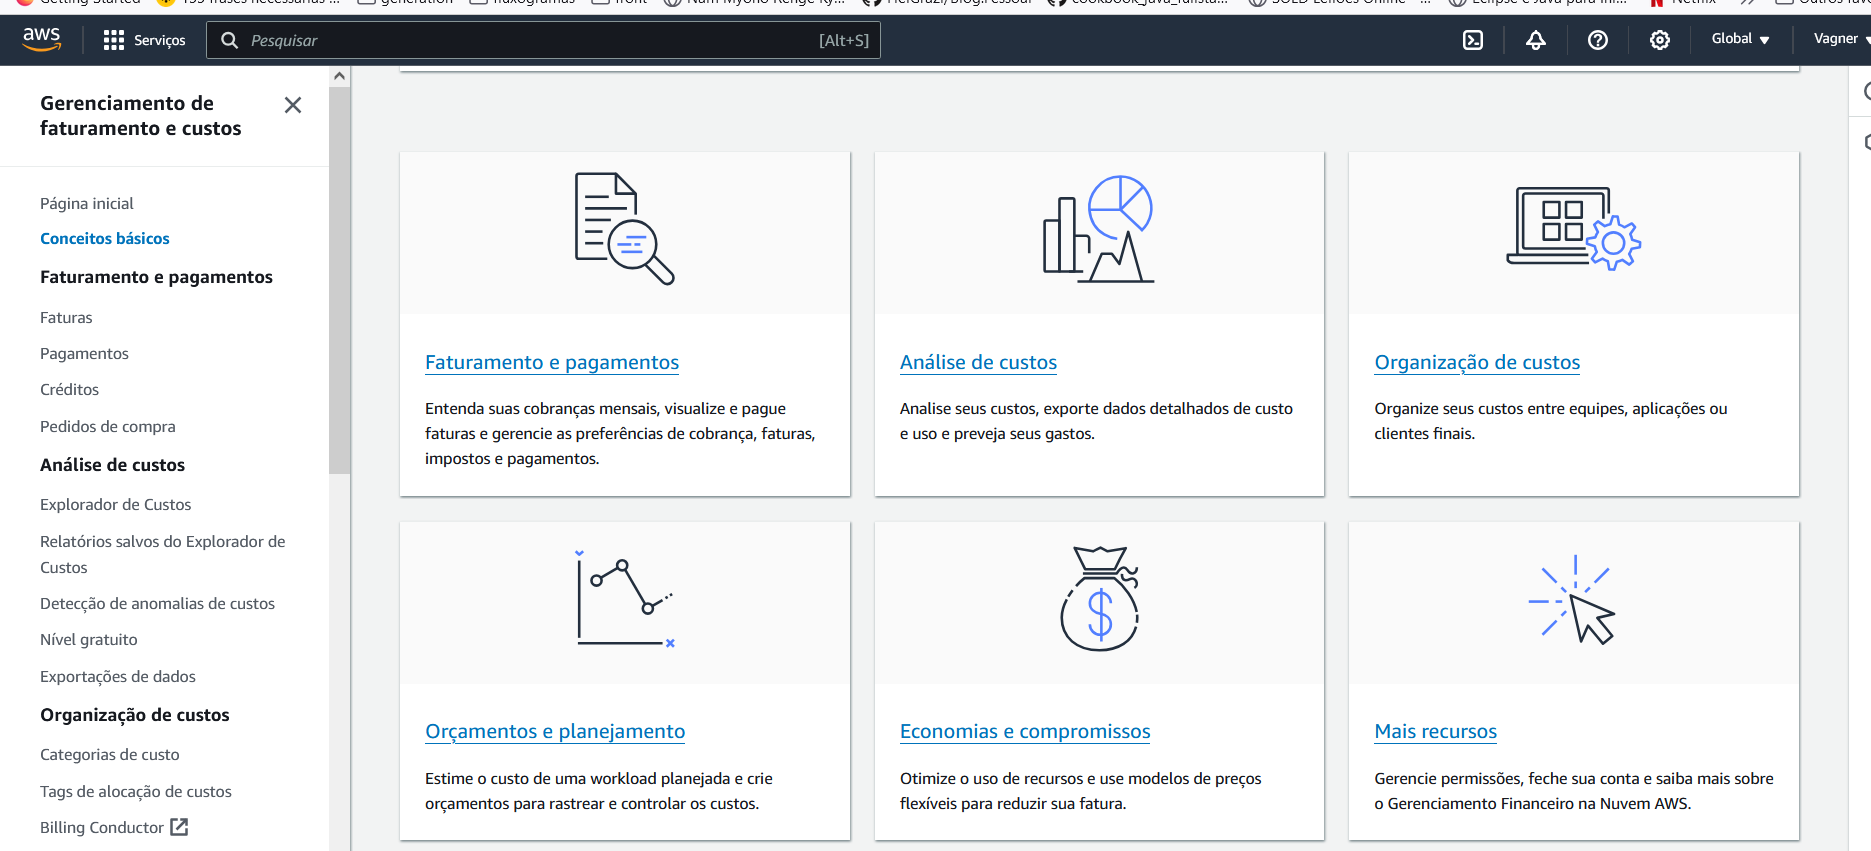 Getting Started
generation
front
aws
Serviços
Pesquisar
[Alt+S]
Global
Vagner
Gerenciamento de
faturamento e custos
Página inicial
Conceitos básicos
Faturamento e pagamentos
Faturas
Pagamentos
Créditos
Pedidos de compra
Análise de custos
Explorador de Custos
Relatórios salvos do Explorador de
Custos
Detecção de anomalias de custos
Nível gratuito
Exportações de dados
Organização de custos
Categorias de custo
Tags de alocação de custos
Billing Conductor
Faturamento e pagamentos
Entenda suas cobranças mensais, visualize e pague
faturas e gerencie as preferências de cobrança, faturas,
impostos e pagamentos.
Análise de custos
Analise seus custos, exporte dados detalhados de custo
e uso e preveja seus gastos.
Organização de custos
Organize seus custos entre equipes, aplicações ou
clientes finais.
Orçamentos e planejamento
Estime o custo de uma workload planejada e crie
orçamentos para rastrear e controlar os custos.
Economias e compromissos
Otimize o uso de recursos e use modelos de preços
flexíveis para reduzir sua fatura.
Mais recursos
Gerencie permissões, feche sua conta e saiba mais sobre
o Gerenciamento Financeiro na Nuvem AWS.